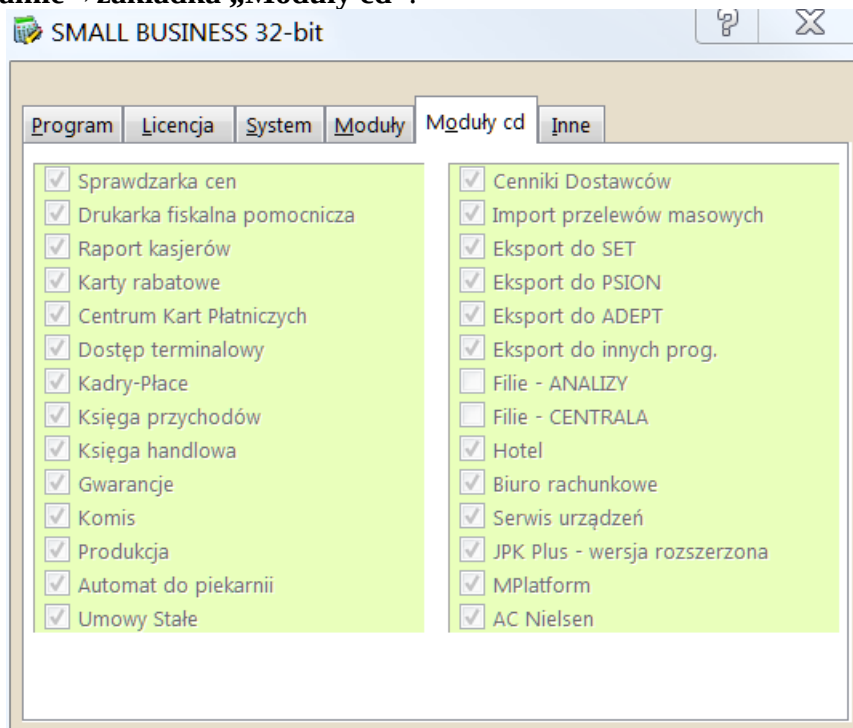 zakładka „Moduły cd”.
SMALL BUSINESS 32-bit
Program Licencja System Moduły Moduły cd Inne
Sprawdzarka cen
Drukarka fiskalna pomocnicza
Raport kasjerów
Karty rabatowe
Centrum Kart Płatniczych
Dostęp terminalowy
Kadry-Płace
Księga przychodów
Księga handlowa
Gwarancje
Komis
Produkcja
Automat do piekarnii
Umowy Stałe
Cenniki Dostawców
Import przelewów masowych
Eksport do SET
Eksport do PSION
Eksport do ADEPT
Eksport do innych prog.
Filie - ANALIZY
Filie - CENTRALA
Hotel
Biuro rachunkowe
Serwis urządzeń
JPK Plus - wersja rozszerzona
MPlatform
AC Nielsen